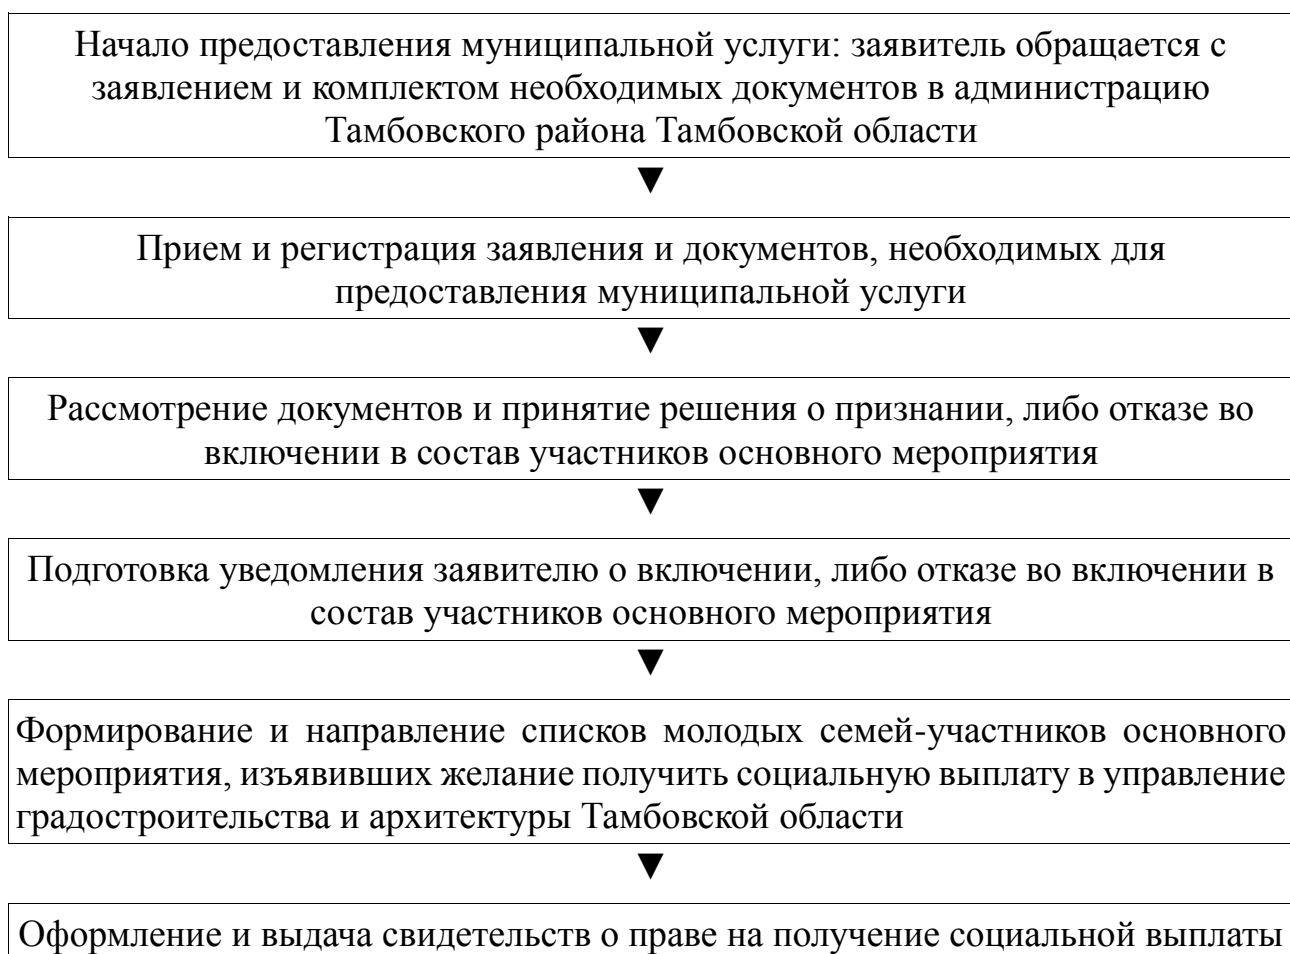 Начало предоставления муниципальной услуги: заявитель обращается с
заявлением и комплектом необходимых документов в администрацию
Тамбовского района Тамбовской области
Прием и регистрация заявления и документов, необходимых для
предоставления муниципальной услуги
Рассмотрение документов и принятие решения о признании, либо отказе во
включении в состав участников основного мероприятия
Подготовка уведомления заявителю о включении, либо отказе во включении в
состав участников основного мероприятия
Формирование и направление списков молодых семей-участников основного
мероприятия, изъявивших желание получить социальную выплату в управление
градостроительства и архитектуры Тамбовской области
Оформление и выдача свидетельств о праве на получение социальной выплаты